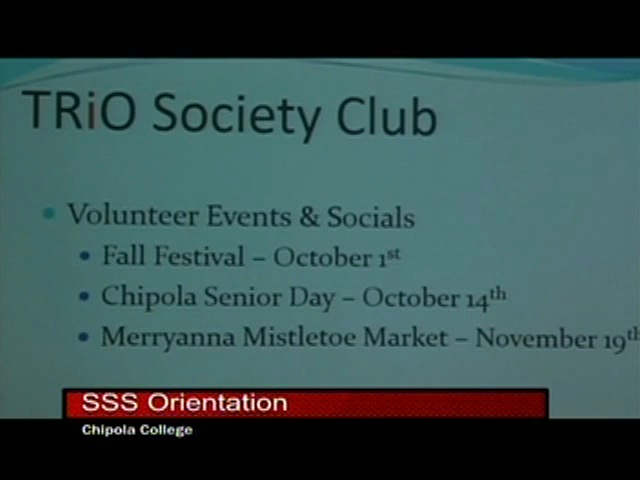 TRiO Society Club
Volunteer Events & Socials
Fall Festival – October 1st
Chipola Senior Day – October 14th
Merryanna Mistletoe Market – November 19th
SSS Orientation
Chipola College